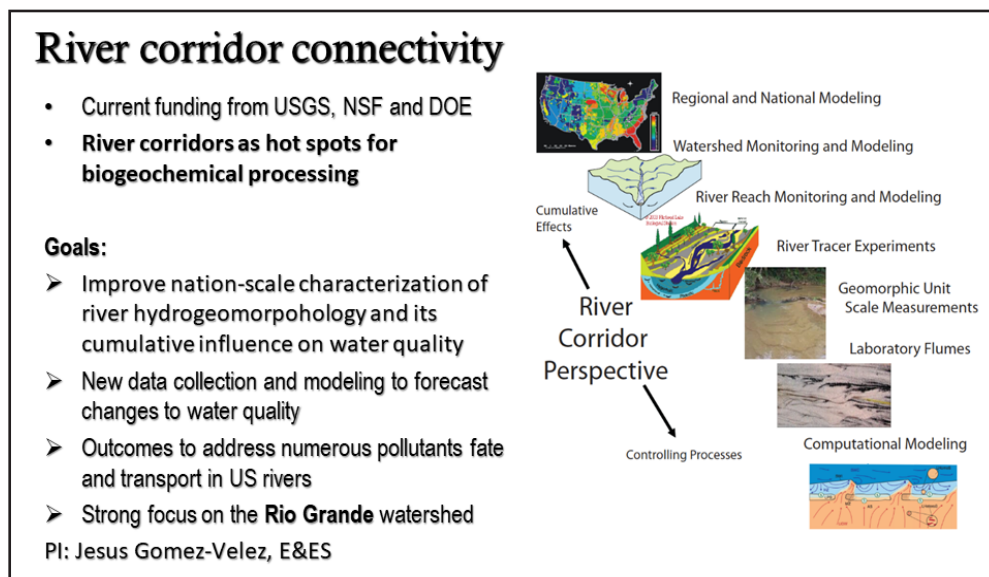 River corridor connectivity
• Current funding from USGS, NSF and DOE
• River corridors as hot spots for
biogeochemical processing
Goals:
➢ Improve nation-scale characterization of
river hydrogeomorpohology and its
cumulative influence on water quality
➢ New data collection and modeling to forecast
changes to water quality
➢ Outcomes to address numerous pollutants fate
and transport in US rivers
➢ Strong focus on the Rio Grande watershed
PI: Jesus Gomez-Velez, E&ES
Regional and National Modeling
Watershed Monitoring and Modeling
River Reach Monitoring and Modeling
Cumulative
Effects
River Tracer Experiments
Geomorphic Unit
Scale Measurements
River
Corridor
Perspective
Laboratory Flumes
Controlling Processes
Computational Modeling